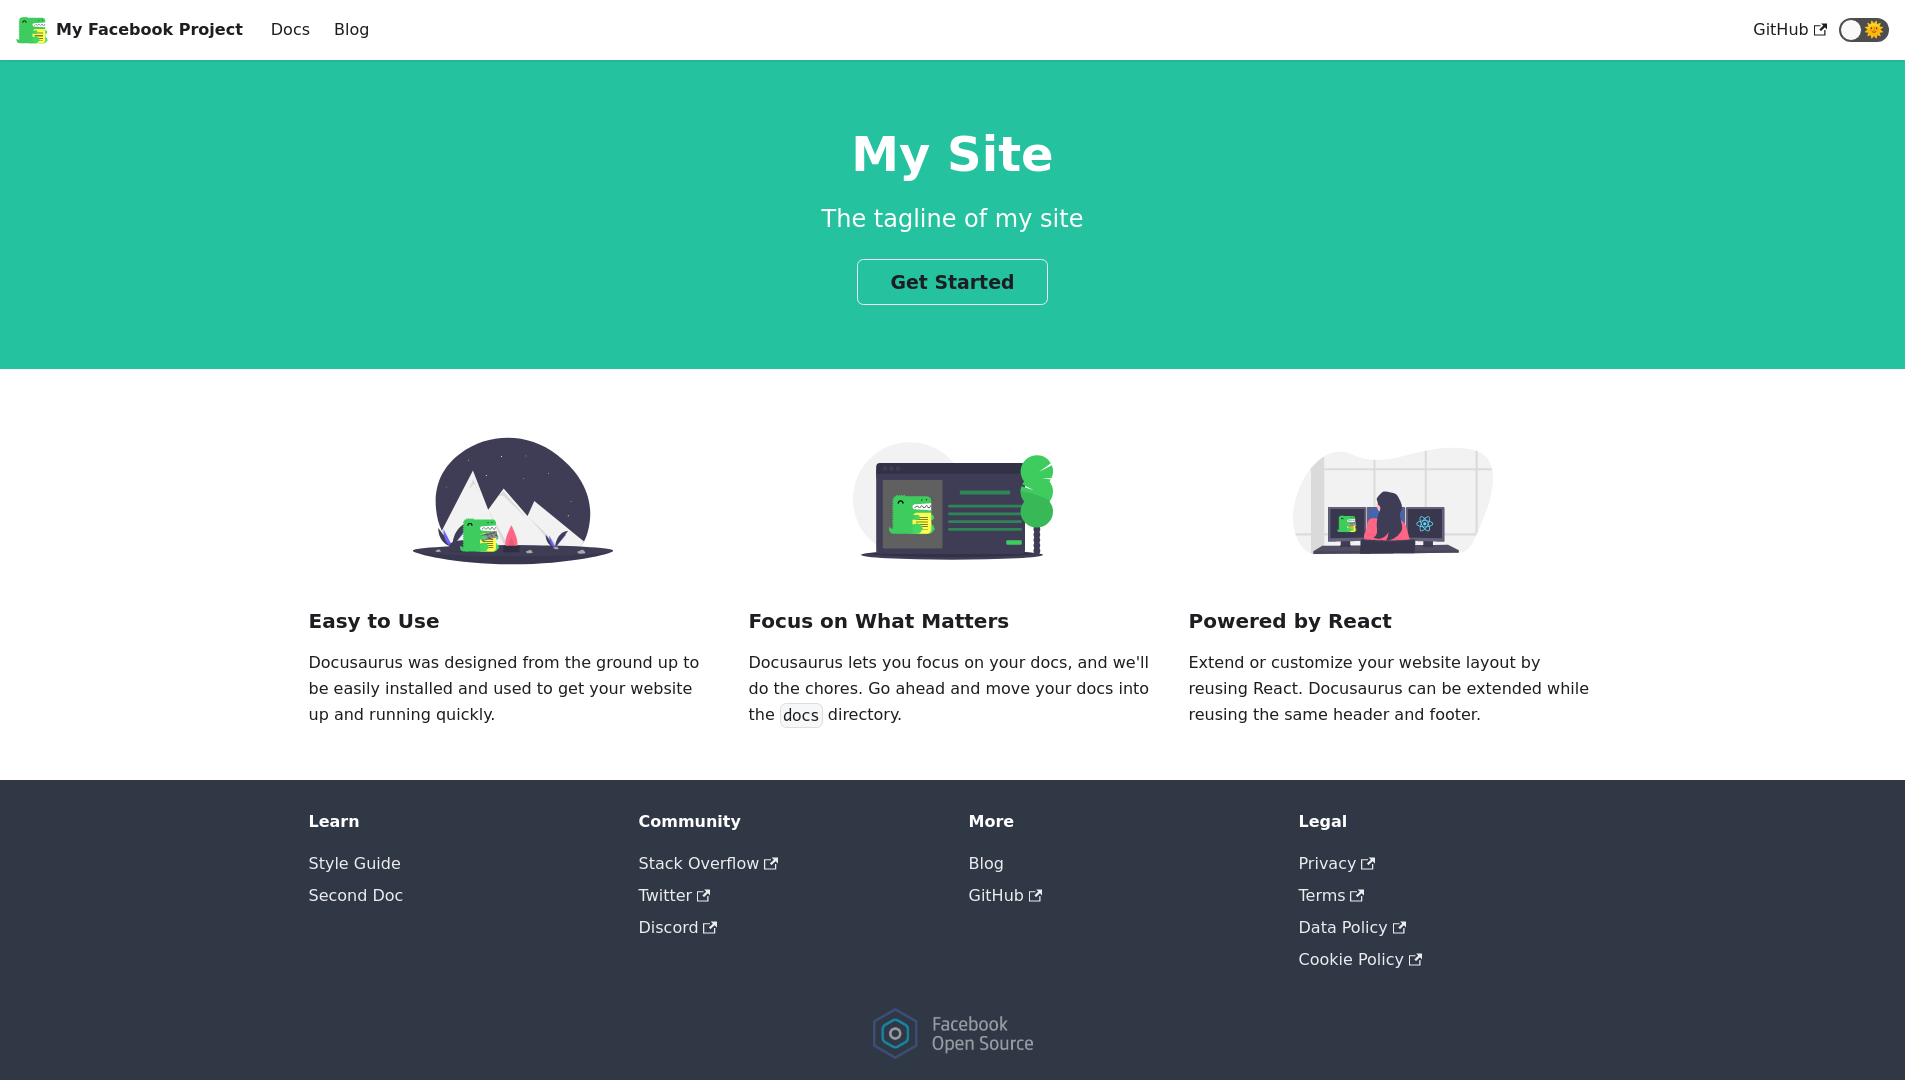 My Facebook Project
Docs
Blog
GitHub
My Site
The tagline of my site
Get Started
Easy to Use
Docusaurus was designed from the ground up to
be easily installed and used to get your website
up and running quickly.
Focus on What Matters
Docusaurus lets you focus on your docs, and we'll
do the chores. Go ahead and move your docs into
the docs directory.
Powered by React
Extend or customize your website layout by
reusing React. Docusaurus can be extended while
reusing the same header and footer.
Learn
Style Guide
Second Doc
Community
Stack Overflow
Twitter
Discord
More
Blog
GitHub
Legal
Privacy
Terms
Data Policy
Cookie Policy
Facebook
Open Source